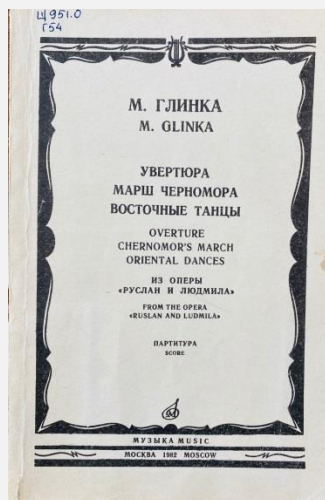 Щ951.0
Г54
М. ГЛИНКА
M. GLINKA
УВЕРТЮРА
МАРШ ЧЕРНОМОРА
ВОСТОЧНЫЕ ТАНЦЫ
OVERTURE
CHERNOMOR'S MARCH
ORIENTAL DANCES
ИЗ ОПЕРЫ
«РУСЛАН И ЛЮДМИЛА»
FROM THE OPERA
«RUSLAN AND LUDMILA»
ПАРТИТУРА
SCORE
МУЗЫКА MUSIC
МОСКВА 1982 MOSCOW